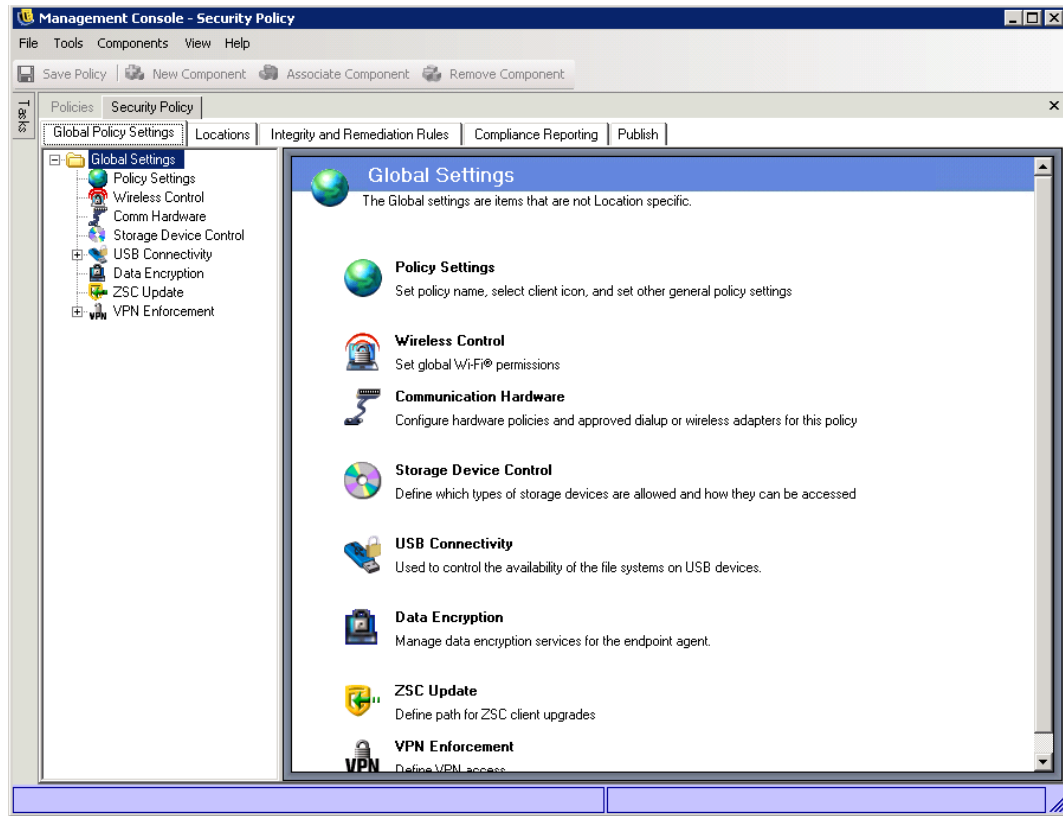 Management Console - Security Policy
File Tools Components View Help
Save Policy New Component Associate Component Remove Component
Tasks
Policies Security Policy
Global Policy Settings Locations Integrity and Remediation Rules Compliance Reporting Publish
Global Settings
Policy Settings
Wireless Control
Comm Hardware
Storage Device Control
USB Connectivity
Data Encryption
ZSC Update
VPN VPN Enforcement
Global Settings
The Global settings are items that are not Location specific.
Policy Settings
Set policy name, select client icon, and set other general policy settings
Wireless Control
Set global Wi-Fi® permissions
Communication Hardware
Configure hardware policies and approved dialup or wireless adapters for this policy
Storage Device Control
Define which types of storage devices are allowed and how they can be accessed
USB Connectivity
Used to control the availability of the file systems on USB devices.
Data Encryption
Manage data encryption services for the endpoint agent.
ZSC Update
Define path for ZSC client upgrades
VPN Enforcement
VPN Define VPN access